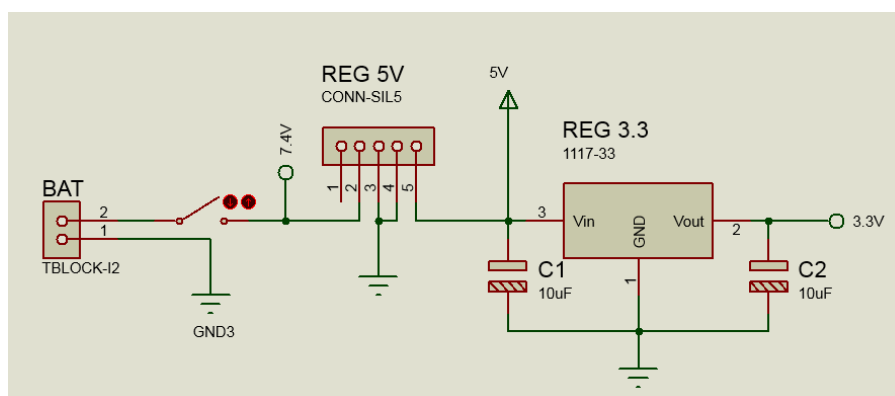 REG 5V
CONN-SIL5
7.4V
1
2
3
4
5
5V
REG 3.3
1117-33
3
Vin
GND
Vout
2
1
3.3V
BAT
2
1
TBLOCK-I2
GND3
C1
10uF
C2
10uF